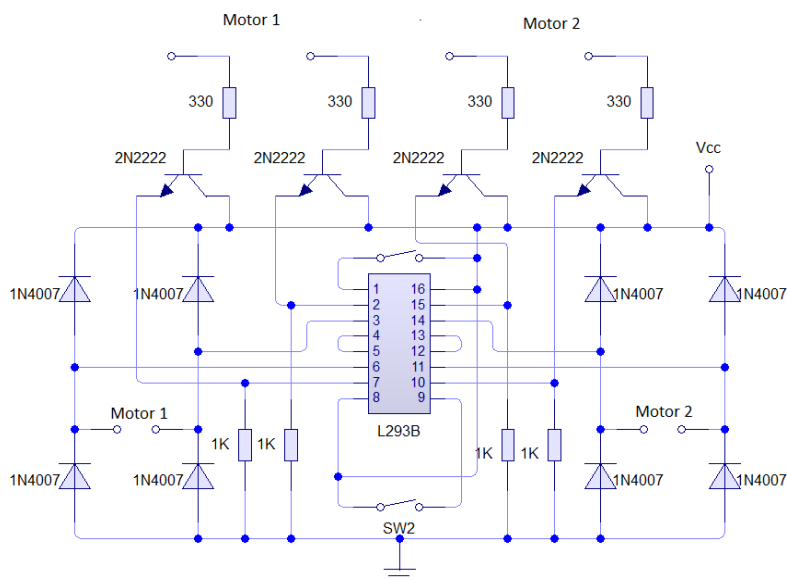 Motor 1
Motor 2
330
330
330
330
2N2222
2N2222
2N2222
2N2222
Vcc
1N4007
1N4007
1N4007
1N4007
1 16
2 15
3 14
4 13
5 12
6 11
7 10
8 9
L293B
Motor 1
Motor 2
1K
1K
1K
1K
1N4007
1N4007
1N4007
1N4007
SW2